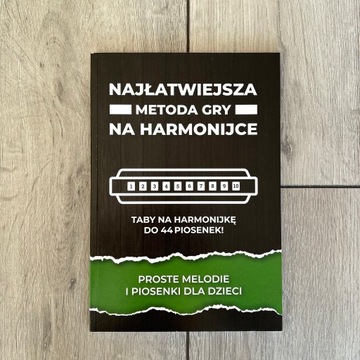 NAJŁATWIEJSZA
METODA GRY
NA HARMONIJCE
1 2 3 4 5 6 7 8 9 10
TABY NA HARMONIJKĘ
DO 44 PIOSENEK!
PROSTE MELODIE
I PIOSENKI DLA DZIECI